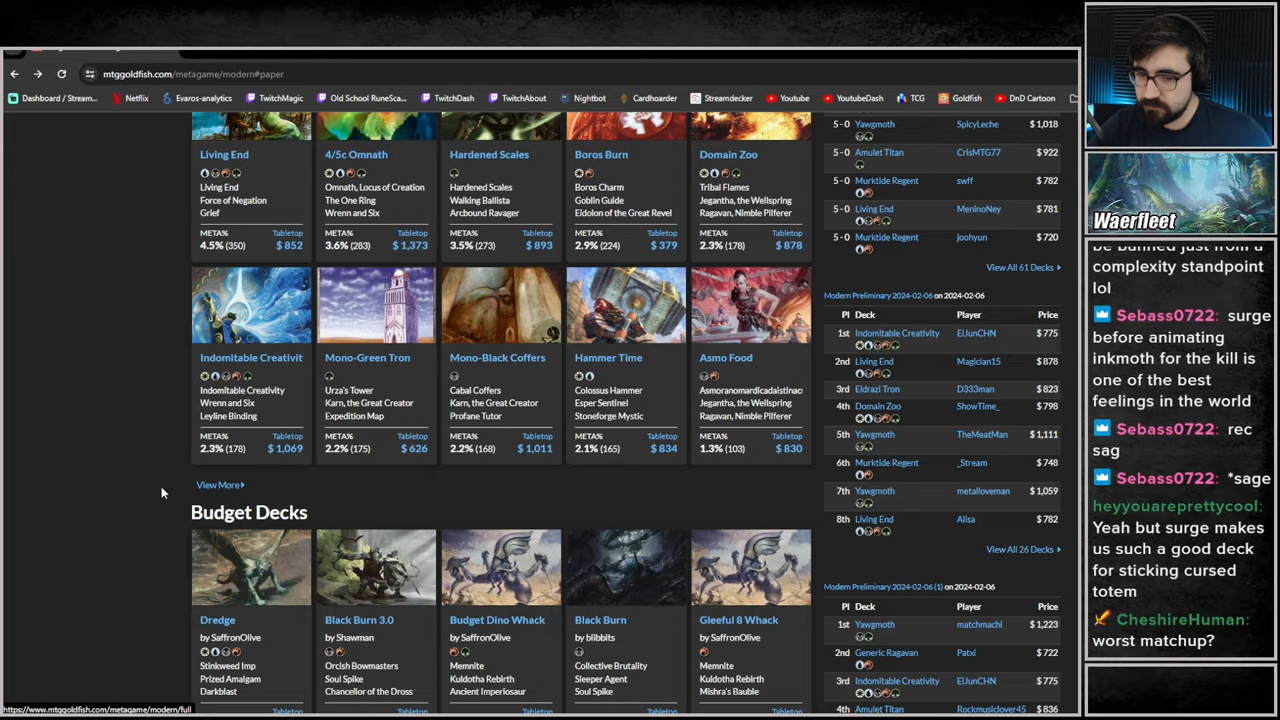 mtggoldfish.com/metagame/modern#paper
Dashboard / Stream... Netflix Evaros-analytics TwitchMagic Old School RuneSca... TwitchDash TwitchAbout Nightbot Cardhoarder Streamdecker Youtube YoutubeDash TCG Goldfish DnD Cartoon
Living End
Living End
Force of Negation
Grief
META% Tabletop
4.5% (350) $ 852
4/5c Omnath
Omnath, Locus of Creation
The One Ring
Wrenn and Six
META% Tabletop
3.6% (283) $ 1,373
Hardened Scales
Hardened Scales
Walking Ballista
Arcbound Ravager
META% Tabletop
3.5% (273) $ 893
Boros Burn
Boros Charm
Goblin Guide
Eidolon of the Great Revel
META% Tabletop
2.9% (224) $ 379
Domain Zoo
Tribal Flames
Jegantha, the Wellspring
Ragavan, Nimble Pilferer
META% Tabletop
2.3% (178) $ 878
Indomitable Creativit
Indomitable Creativity
Wrenn and Six
Leyline Binding
META% Tabletop
2.3% (178) $ 1,069
Mono-Green Tron
Urza's Tower
Karn, the Great Creator
Expedition Map
META% Tabletop
2.2% (175) $ 626
Mono-Black Coffers
Cabal Coffers
Karn, the Great Creator
Profane Tutor
META% Tabletop
2.2% (168) $ 1,011
Hammer Time
Colossus Hammer
Esper Sentinel
Stoneforge Mystic
META% Tabletop
2.1% (165) $ 834
Asmo Food
Asmoranomardicadaistinac
Jegantha, the Wellspring
Ragavan, Nimble Pilferer
META% Tabletop
1.3% (103) $ 830
View More
Budget Decks
Dredge
by SaffronOlive
Stinkweed Imp
Prized Amalgam
Darkblast
Tabletop
Black Burn 3.0
by Shawman
Orcish Bowmasters
Soul Spike
Chancellor of the Dross
Tabletop
Budget Dino Whack
by SaffronOlive
Memnite
Kuldotha Rebirth
Ancient Imperiosaur
Tabletop
Black Burn
by blibbits
Collective Brutality
Sleeper Agent
Soul Spike
Tabletop
Gleeful 8 Whack
by SaffronOlive
Memnite
Kuldotha Rebirth
Mishra's Bauble
Tabletop
5-0 Yawgmoth SpicyLeche $ 1,018
5-0 Amulet Titan CrisMTG77 $ 922
5-0 Murktide Regent swff $ 782
5-0 Living End MeninoNey $ 781
5-0 Murktide Regent joohyun $ 720
View All 61 Decks
Modern Preliminary 2024-02-06 on 2024-02-06
Pl Deck Player Price
1st Indomitable Creativity ElJunCHN $ 775
2nd Living End Magician15 $ 878
3rd Eldrazi Tron D333man $ 823
4th Domain Zoo ShowTime_ $ 798
5th Yawgmoth TheMeatMan $ 1,111
6th Murktide Regent _Stream $ 748
7th Yawgmoth metalloveman $ 1,059
8th Living End Alisa $ 782
View All 26 Decks
Modern Preliminary 2024-02-06 (1) on 2024-02-06
Pl Deck Player Price
1st Yawgmoth matchmachi $ 1,223
2nd Generic Ragavan Patxi $ 722
3rd Indomitable Creativity ElJunCHN $ 775
4th Amulet Titan Rockmusiclover45 $ 836
https://www.mtggoldfish.com/metagame/modern/full
Waerfleet
be banned just from a
complexity standpoint
lol
Sebass0722: surge
before animating
inkmoth for the kill is
one of the best
feelings in the world
Sebass0722: rec
sag
Sebass0722: *sage
heyyouareprettycool:
Yeah but surge makes
us such a good deck
for sticking cursed
totem
CheshireHuman:
worst matchup?